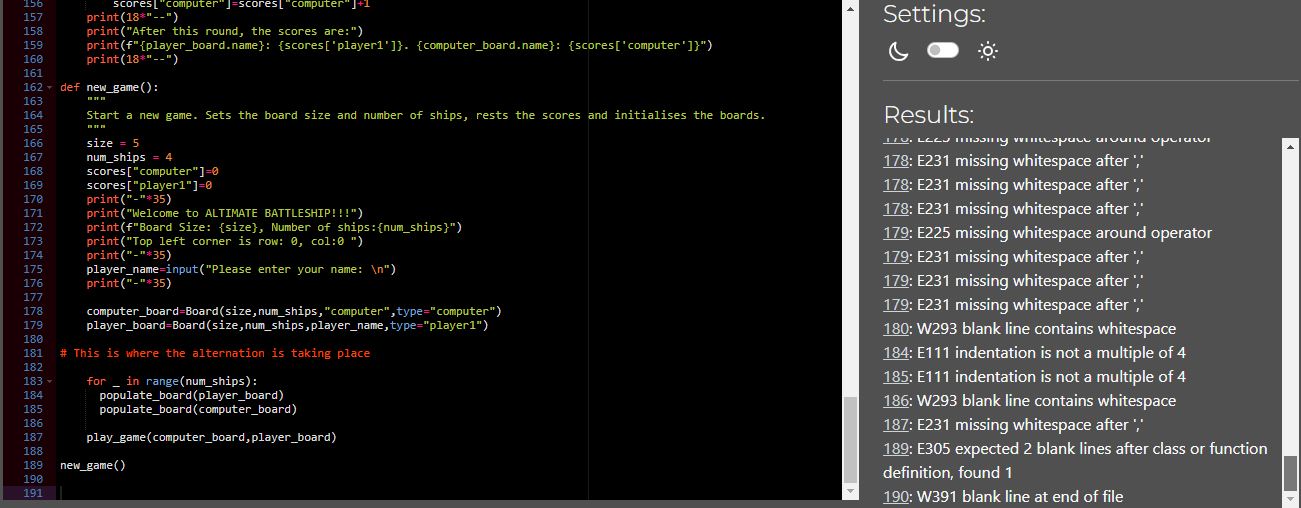 156 scores["computer"]=scores["computer"]+1
157 print(18*"--")
158 print("After this round, the scores are:")
159 print(f"{player_board.name}: {scores['player1']}. {computer_board.name}: {scores['computer']}")
160 print(18*"--")
161
162 def new_game():
163 """
164 Start a new game. Sets the board size and number of ships, rests the scores and initialises the boards.
165 """
166 size = 5
167 num_ships = 4
168 scores["computer"]=0
169 scores["player1"]=0
170 print("-"*35)
171 print("Welcome to ALTIMATE BATTLESHIP!!!")
172 print(f"Board Size: {size}, Number of ships:{num_ships}")
173 print("Top left corner is row: 0, col:0 ")
174 print("-"*35)
175 player_name=input("Please enter your name: \n")
176 print("-"*35)
177
178 computer_board=Board(size,num_ships,"computer",type="computer")
179 player_board=Board(size,num_ships,player_name,type="player1")
180
181 # This is where the alternation is taking place
182
183 for _ in range(num_ships):
184 populate_board(player_board)
185 populate_board(computer_board)
186
187 play_game(computer_board,player_board)
188
189 new_game()
190
191
Settings:
Results:
178: E225 missing whitespace around operator
178: E231 missing whitespace after ','
178: E231 missing whitespace after ','
178: E231 missing whitespace after ','
179: E225 missing whitespace around operator
179: E231 missing whitespace after ','
179: E231 missing whitespace after ','
179: E231 missing whitespace after ','
180: W293 blank line contains whitespace
184: E111 indentation is not a multiple of 4
185: E111 indentation is not a multiple of 4
186: W293 blank line contains whitespace
187: E231 missing whitespace after ','
189: E305 expected 2 blank lines after class or function
definition, found 1
190: W391 blank line at end of file